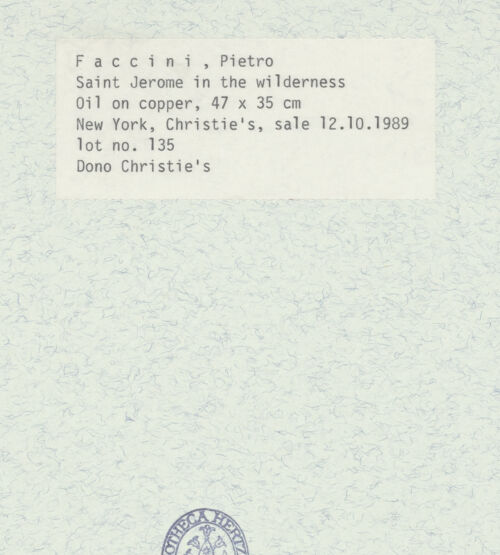 F a c c i n i , Pietro
Saint Jerome in the wilderness
Oil on copper, 47 x 35 cm
New York, Christie's, sale 12.10.1989
lot no. 135
Dono Christie's